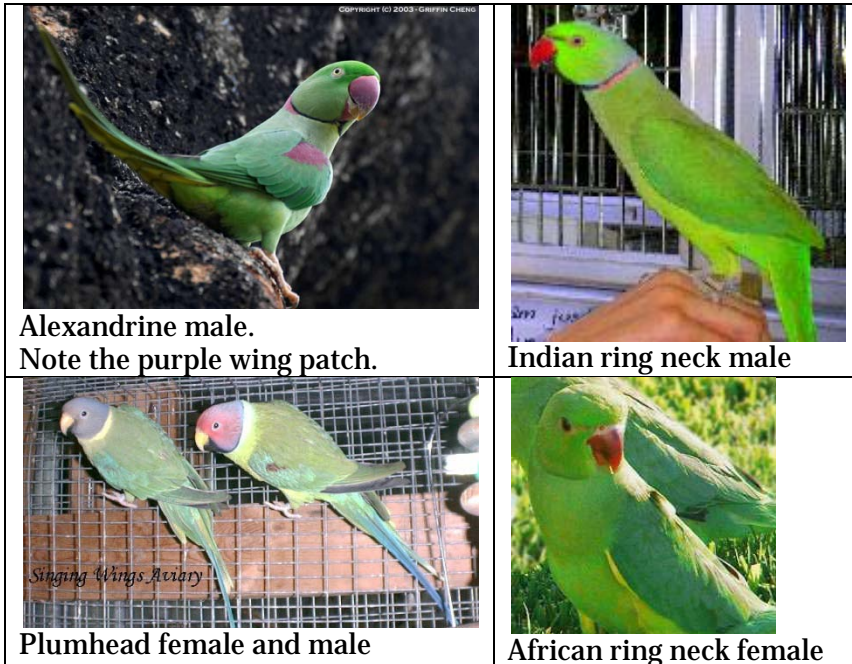 COPYRIGHT (C) 2003 - GRIFFIN CHENG
Alexandrine male.
Note the purple wing patch.
Indian ring neck male
Singing Wings Aviary
Plumhead female and male
African ring neck female